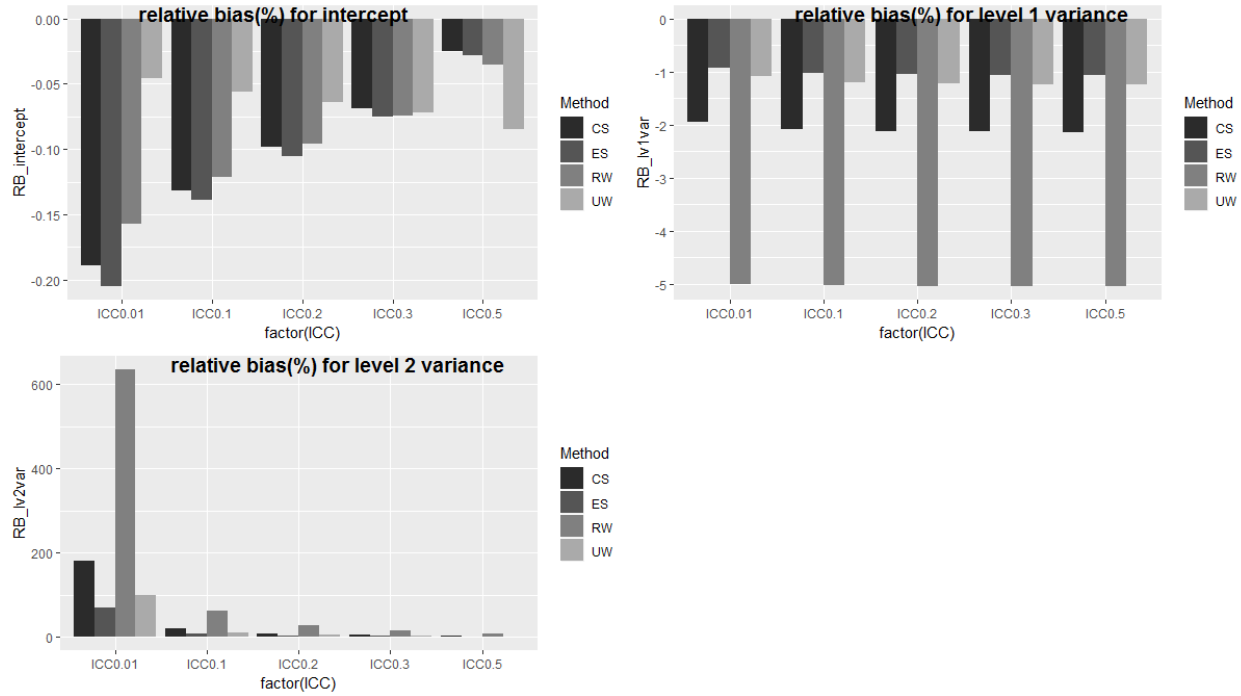 relative bias(%) for intercept
RB_intercept
0.00
-0.05
-0.10
-0.15
-0.20
ICC0.01 ICC0.1 ICC0.2 ICC0.3 ICC0.5
factor(ICC)
Method
CS
ES
RW
UW
relative bias(%) for level 1 variance
RB_lv1var
0
-1
-2
-3
-4
-5
ICC0.01 ICC0.1 ICC0.2 ICC0.3 ICC0.5
factor(ICC)
Method
CS
ES
RW
UW
relative bias(%) for level 2 variance
RB_lv2var
600
400
200
0
ICC0.01 ICC0.1 ICC0.2 ICC0.3 ICC0.5
factor(ICC)
Method
CS
ES
RW
UW